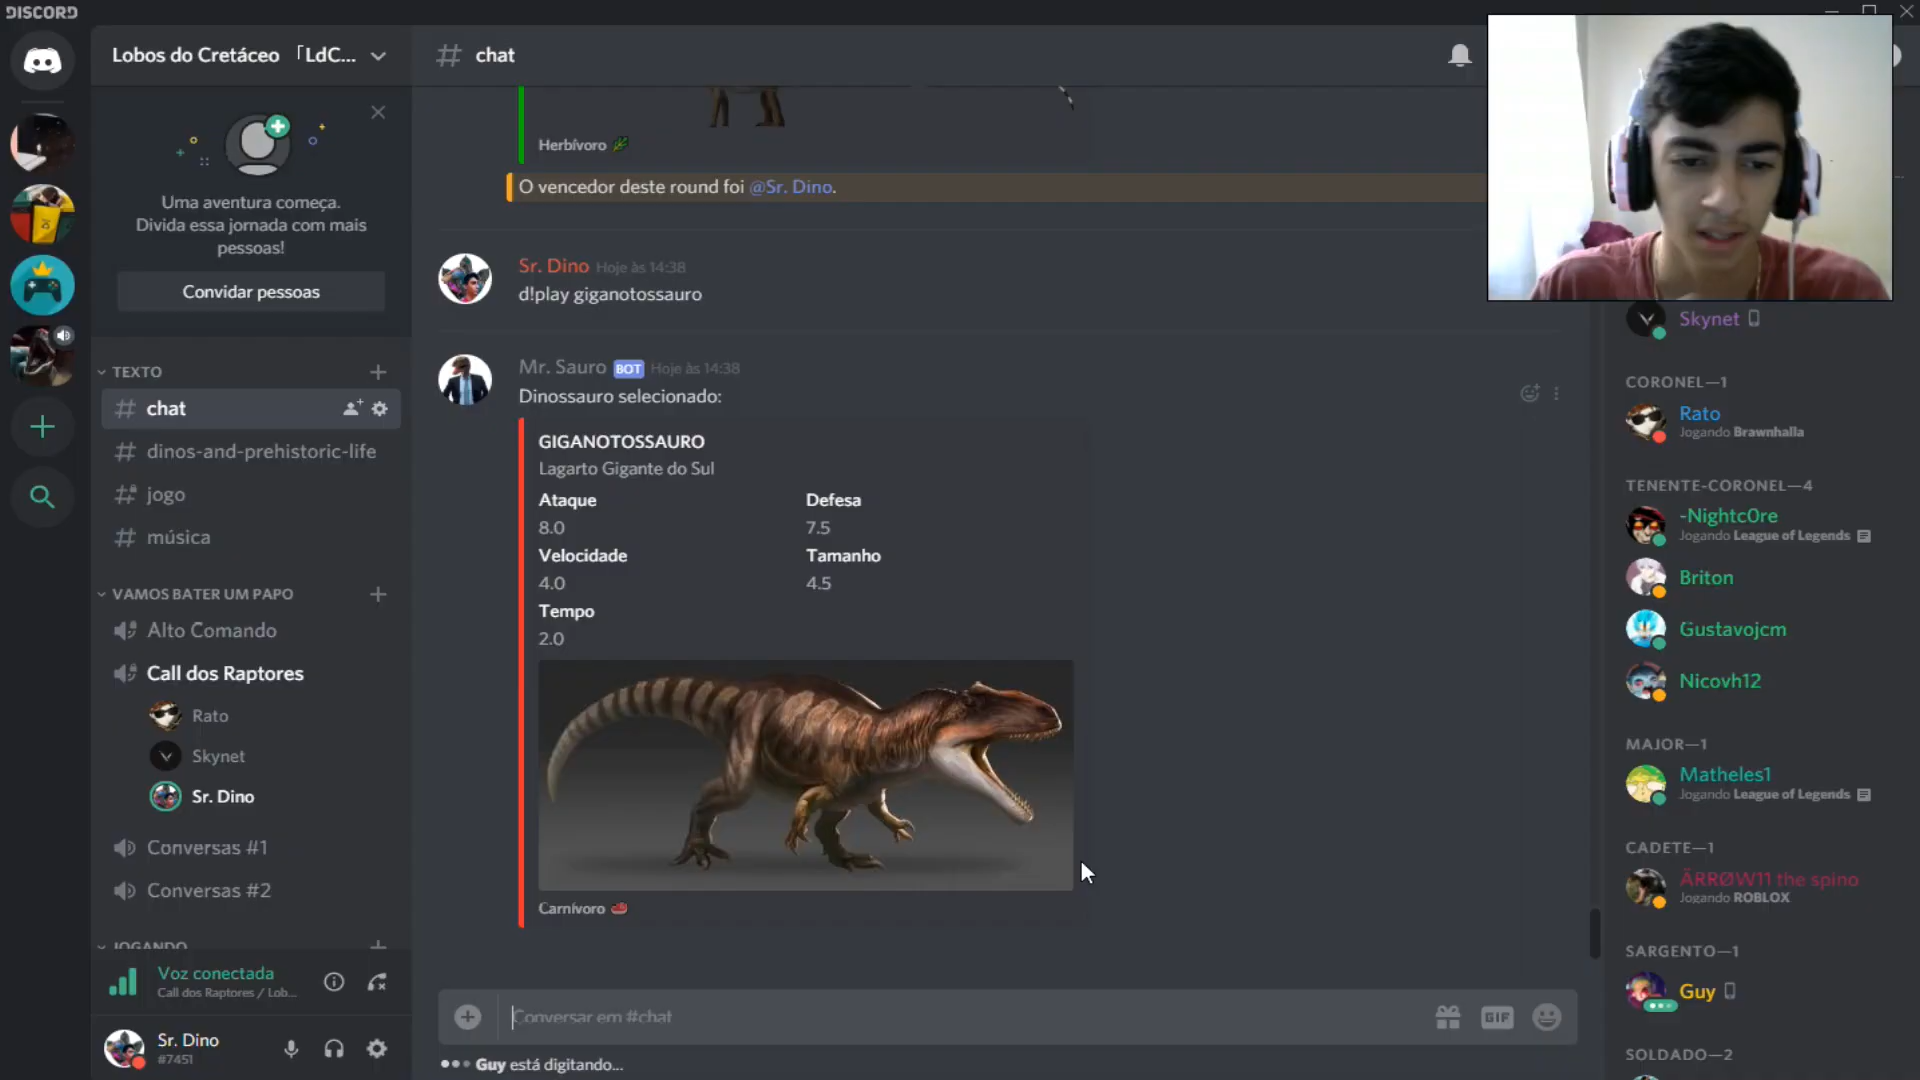 DISCORD
Lobos do Cretáceo 「LdC...
Uma aventura começa.
Divida essa jornada com mais
pessoas!
Convidar pessoas
TEXTO
chat
dinos-and-prehistoric-life
jogo
música
VAMOS BATER UM PAPO
Alto Comando
Call dos Raptores
Rato
Skynet
Sr. Dino
Conversas #1
Conversas #2
JOGANDO
Voz conectada
Call dos Raptores / Lob...
Sr. Dino
#7451
# chat
Herbívoro
O vencedor deste round foi @Sr. Dino.
Sr. Dino Hoje às 14:38
d!play giganotossauro
Mr. Sauro BOT Hoje às 14:38
Dinossauro selecionado:
GIGANOTOSSAURO
Lagarto Gigante do Sul
Ataque Defesa
8.0 7.5
Velocidade Tamanho
4.0 4.5
Tempo
2.0
Carnívoro
Conversar em #chat
GIF
Guy está digitando...
Skynet
CORONEL—1
Rato
Jogando Brawnhalla
TENENTE-CORONEL—4
-Nightc0re
Jogando League of Legends
Briton
Gustavojcm
Nicovh12
MAJOR—1
Matheles1
Jogando League of Legends
CADETE—1
ÄRRØW11 the spino
Jogando ROBLOX
SARGENTO—1
Guy
SOLDADO—2